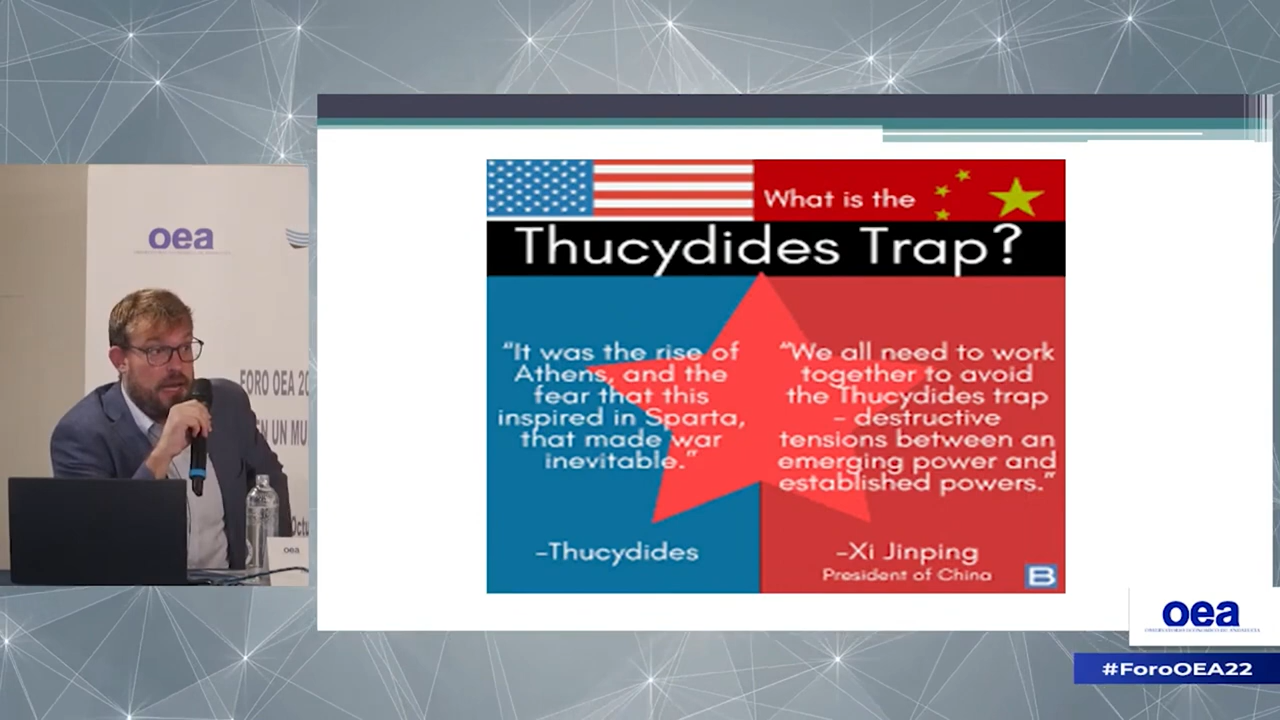 oea
FORO OEA 20
EN UN MU
Octu
oea
What is the
Thucydides Trap?
“It was the rise of
Athens, and the
fear that this
inspired in Sparta,
that made war
inevitable.”
–Thucydides
“We all need to work
together to avoid
the Thucydides trap
– destructive
tensions between an
emerging power and
established powers.”
–Xi Jinping
President of China
B
oea
#ForoOEA22